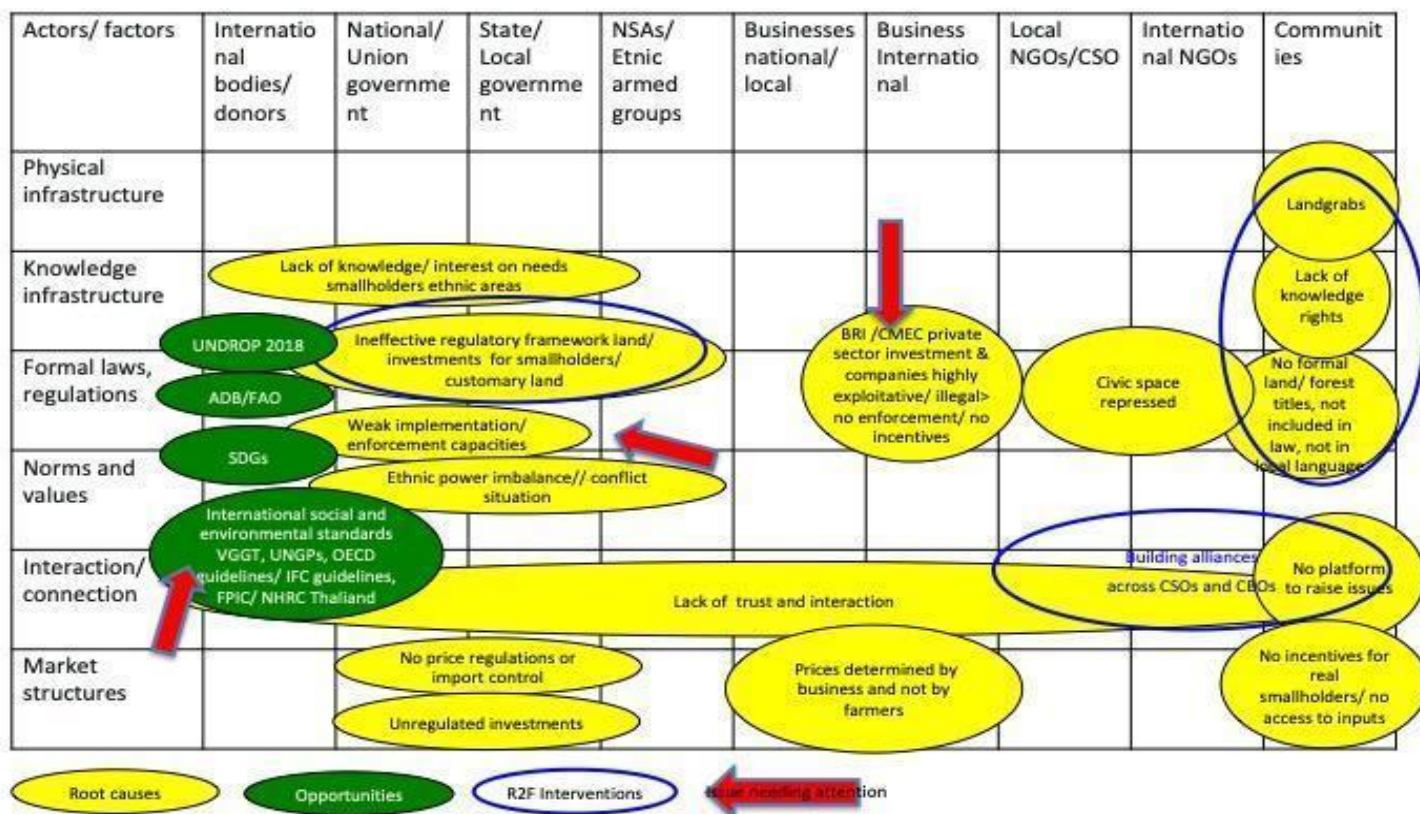 Actors/ factors
Internatio
nal
bodies/
donors
National/
Union
governme
nt
State/
Local
governme
nt
NSAs/
Etnic
armed
groups
Businesses
national/
local
Business
Internatio
nal
Local
NGOs/CSO
Internatio
nal NGOs
Communit
ies
Physical
infrastructure
Landgrabs
Knowledge
infrastructure
Lack of knowledge/ interest on needs
smallholders ethnic areas
Lack of
knowledge
rights
UNDROP 2018
Ineffective regulatory framework land/
investments for smallholders/
customary land
BRI /CMEC private
sector investment &
companies highly
exploitative/ illegal>
no enforcement/ no
incentives
Formal laws,
regulations
ADB/FAO
Civic space
repressed
No formal
land/ forest
titles, not
included in
law, not in
local language
Weak implementation/
enforcement capacities
SDGs
Norms and
values
Ethnic power imbalance// conflict
situation
International social and
environmental standards
VGGT, UNGPs, OECD
guidelines/ IFC guidelines,
FPIC/ NHRC Thaliand
Interaction/
connection
Building alliances
across CSOs and CBOs
No platform
to raise issues
Lack of trust and interaction
Market
structures
No price regulations or
import control
Unregulated investments
Prices determined by
business and not by
farmers
No incentives for
real
smallholders/ no
access to inputs
Root causes
Opportunities
R2F Interventions
Issue needing attention